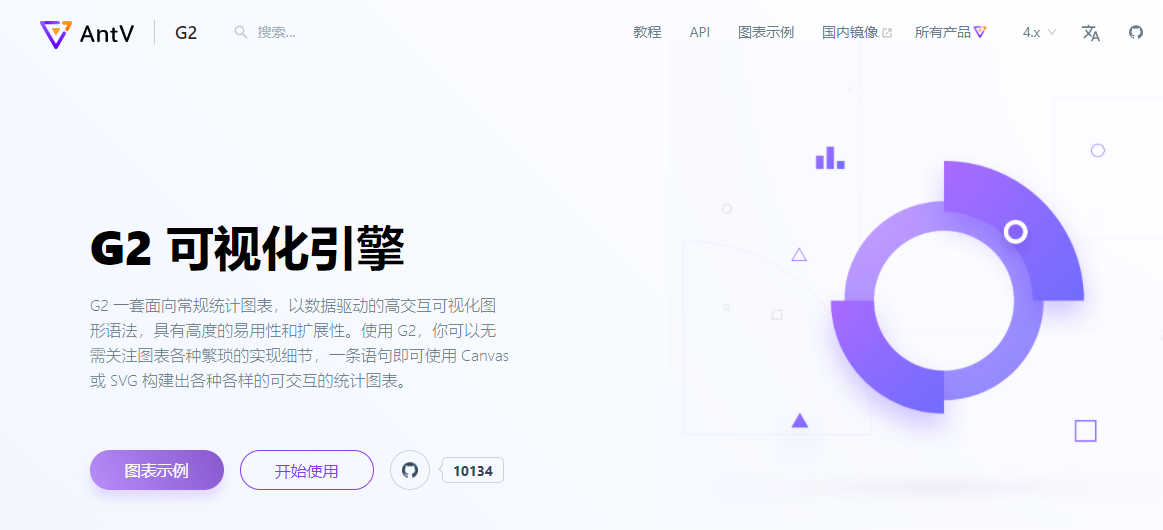 AntV
G2
搜索...
教程
API
图表示例
国内镜像
所有产品
4.x
G2 可视化引擎
G2 一套面向常规统计图表，以数据驱动的高交互可视化图
形语法，具有高度的易用性和扩展性。使用 G2，你可以无
需关注图表各种繁琐的实现细节，一条语句即可使用 Canvas
或 SVG 构建出各种各样的可交互的统计图表。
图表示例
开始使用
10134